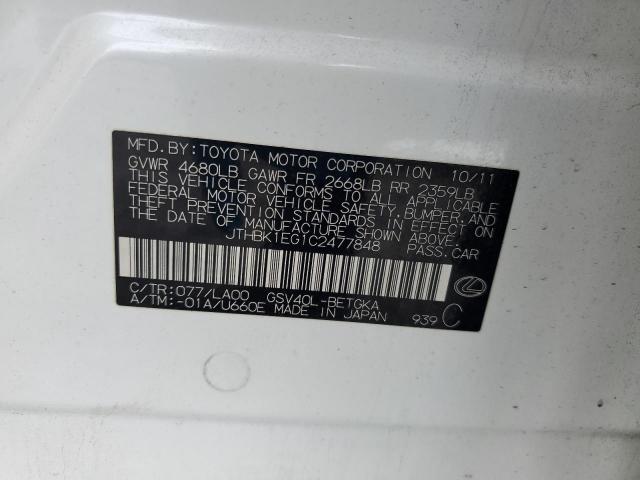 MFD. BY: TOYOTA MOTOR CORPORATION 10/11
GVWR 4680LB GAWR FR 2668LB RR 2359LB
THIS VEHICLE CONFORMS TO ALL APPLICABLE
FEDERAL MOTOR VEHICLE SAFETY, BUMPER, AND
THEFT PREVENTION STANDARDS IN EFFECT ON
THE DATE OF MANUFACTURE SHOWN ABOVE.
JTHBK1EG1C2477848 PASS. CAR
C/TR: 077/LA00 GSV40L-BETGKA
A/TM: -01A/U660E MADE IN JAPAN 939 C